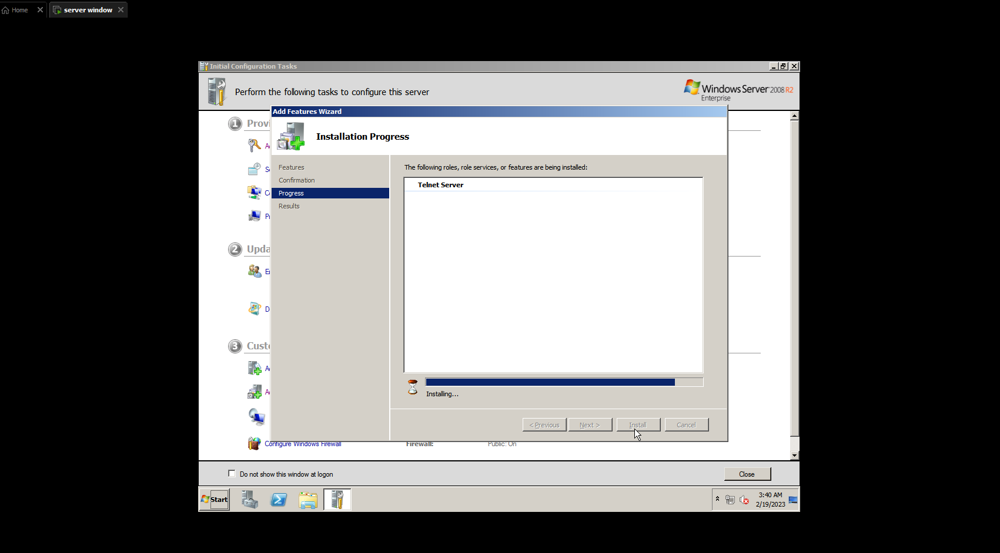 Home
server window
Initial Configuration Tasks
Perform the following tasks to configure this server
Windows Server 2008 R2
Enterprise
Add Features Wizard
1 Provi
Installation Progress
Features
Confirmation
Progress
Results
The following roles, role services, or features are being installed:
Telnet Server
2 Upda
3 Custo
Installing...
< Previous
Next >
Install
Cancel
Configure Windows Firewall
Firewall:
Public: On
Do not show this window at logon
Close
Start
3:40 AM
2/19/2023